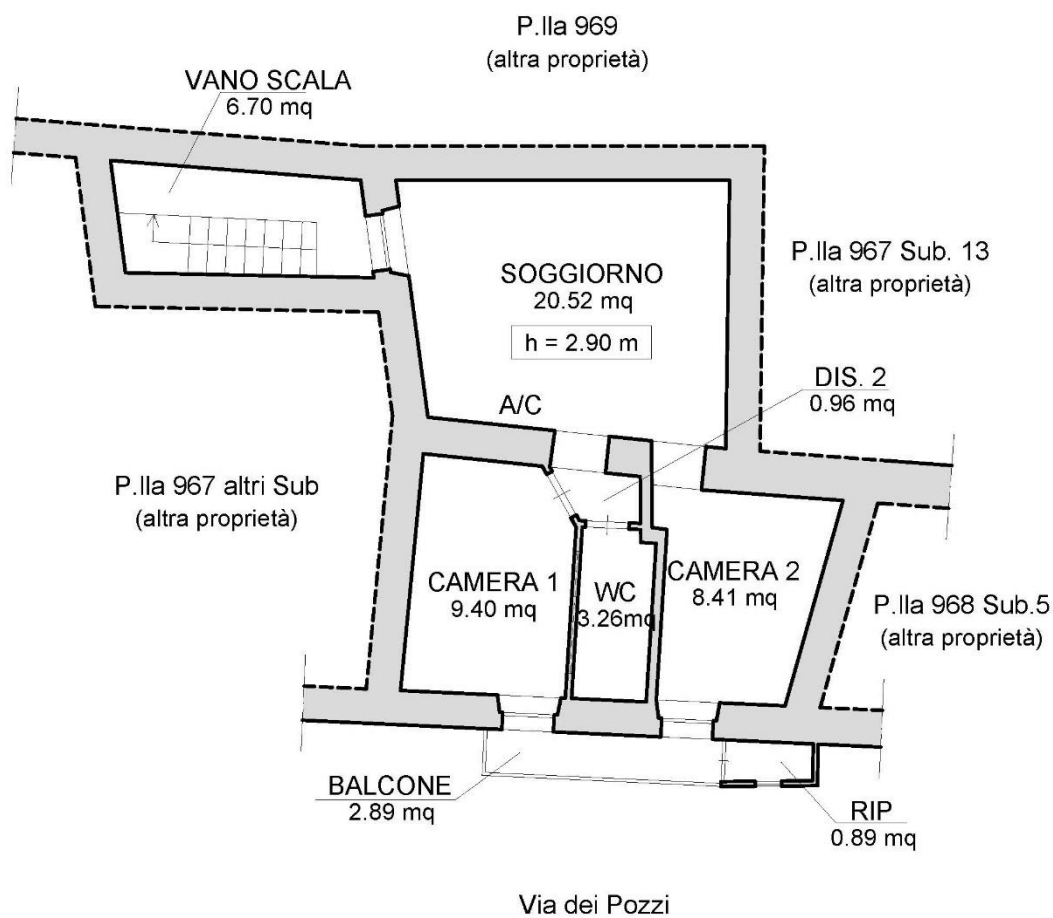 P.lla 969
(altra proprietà)
VANO SCALA
6.70 mq
P.lla 967 Sub. 13
(altra proprietà)
SOGGIORNO
20.52 mq
h = 2.90 m
DIS. 2
0.96 mq
A/C
P.lla 967 altri Sub
(altra proprietà)
CAMERA 1
9.40 mq
WC
3.26mq
CAMERA 2
8.41 mq
P.lla 968 Sub.5
(altra proprietà)
BALCONE
2.89 mq
RIP
0.89 mq
Via dei Pozzi